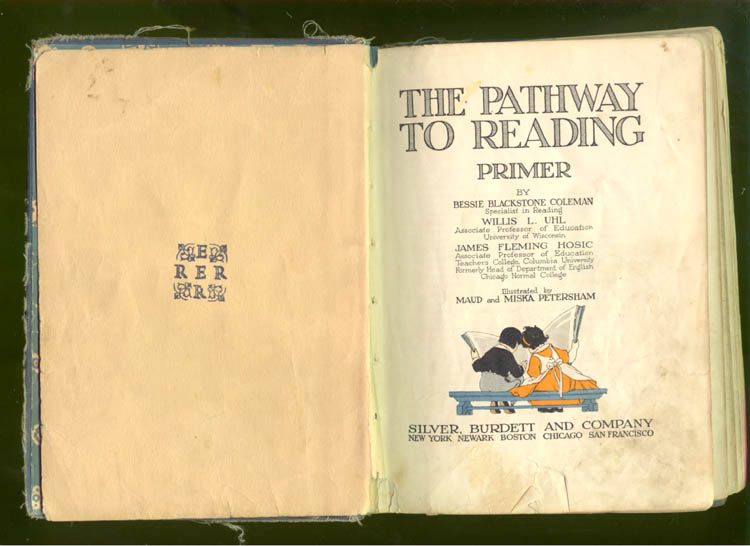 E
RER
R
THE PATHWAY
TO READING
PRIMER
BY
BESSIE BLACKSTONE COLEMAN
Specialist in Reading
WILLIS L. UHL
Associate Professor of Education
University of Wisconsin
JAMES FLEMING HOSIC
Associate Professor of Education
Teachers College, Columbia University
Formerly Head of Department of English
Chicago Normal College
Illustrated by
MAUD and MISKA PETERSHAM
SILVER, BURDETT AND COMPANY
NEW YORK NEWARK BOSTON CHICAGO SAN FRANCISCO